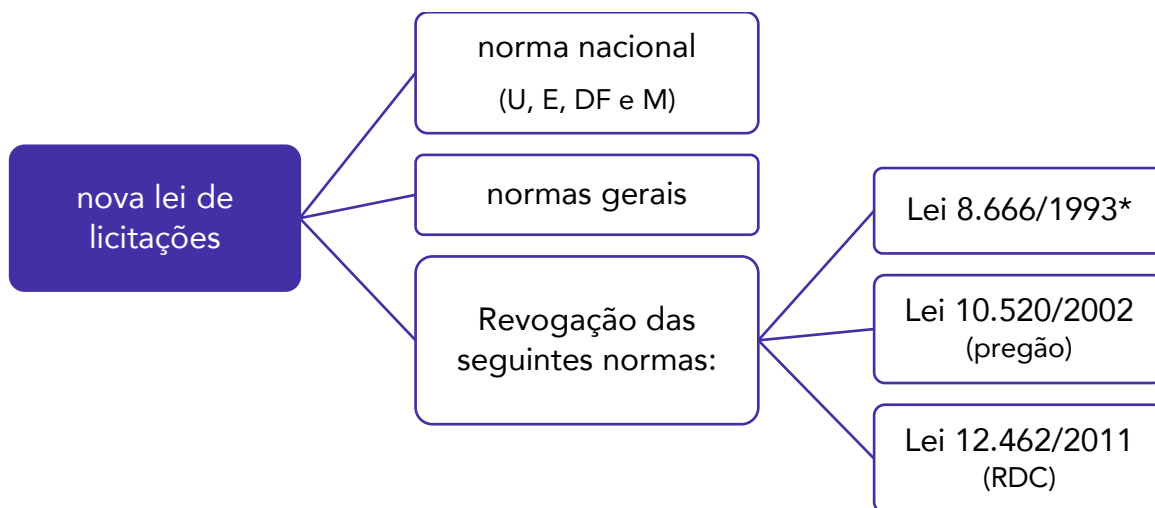 nova lei de
licitações
norma nacional
(U, E, DF e M)
normas gerais
Revogação das
seguintes normas:
Lei 8.666/1993*
Lei 10.520/2002
(pregão)
Lei 12.462/2011
(RDC)